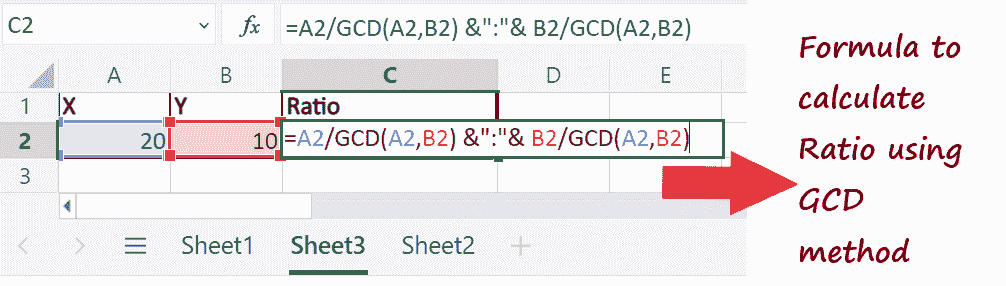 C2 fx =A2/GCD(A2,B2) &":"& B2/GCD(A2,B2)
A B C D E
1 X Y Ratio
2 20 10 =A2/GCD(A2,B2) &":"& B2/GCD(A2,B2)
3
Sheet1 Sheet3 Sheet2
Formula to
calculate
Ratio using
GCD
method